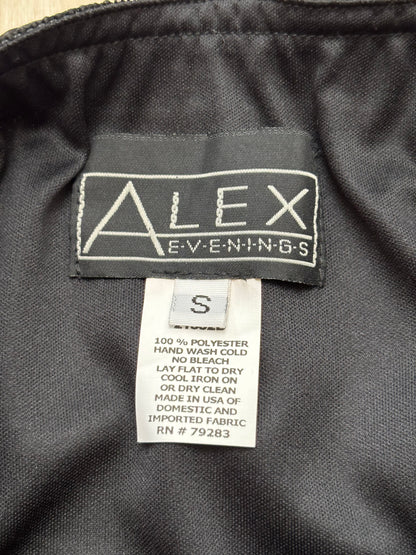 ALEX
E·V·E·N·I·N·G·S
S
100 % POLYESTER
HAND WASH COLD
NO BLEACH
LAY FLAT TO DRY
COOL IRON ON
OR DRY CLEAN
MADE IN USA OF
DOMESTIC AND
IMPORTED FABRIC
RN # 79283